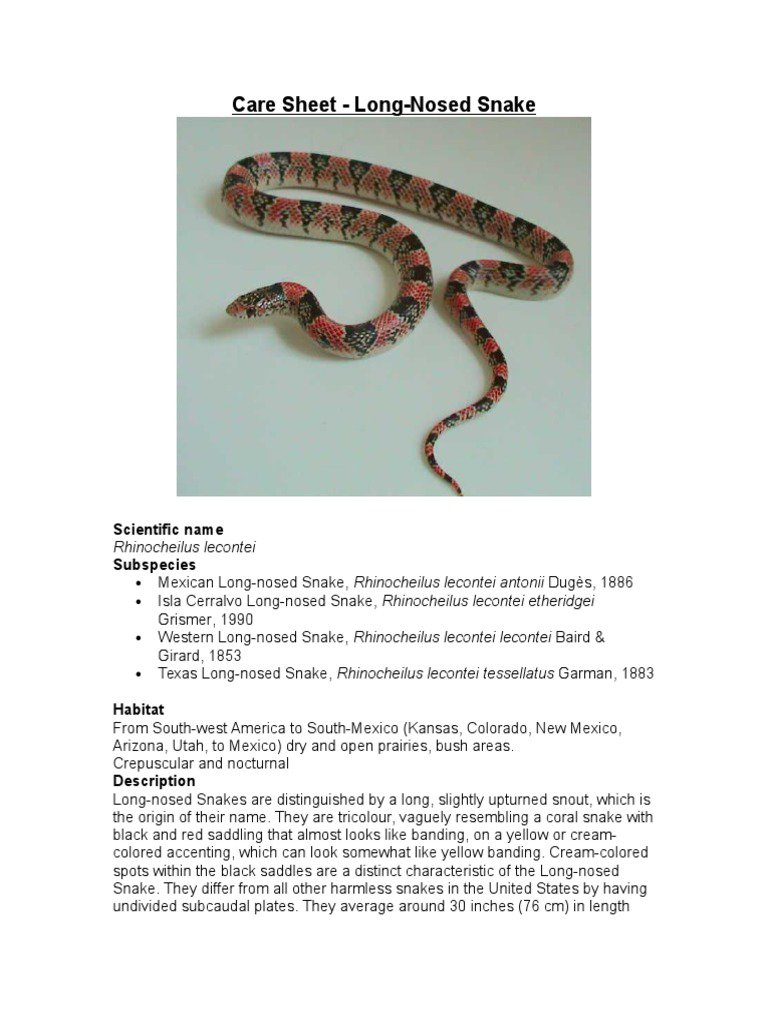 Care Sheet - Long-Nosed Snake
Scientific name
Rhinocheilus lecontei
Subspecies
• Mexican Long-nosed Snake, Rhinocheilus lecontei antonii Dugès, 1886
• Isla Cerralvo Long-nosed Snake, Rhinocheilus lecontei etheridgei
Grismer, 1990
• Western Long-nosed Snake, Rhinocheilus lecontei lecontei Baird &
Girard, 1853
• Texas Long-nosed Snake, Rhinocheilus lecontei tessellatus Garman, 1883
Habitat
From South-west America to South-Mexico (Kansas, Colorado, New Mexico,
Arizona, Utah, to Mexico) dry and open prairies, bush areas.
Crepuscular and nocturnal
Description
Long-nosed Snakes are distinguished by a long, slightly upturned snout, which is
the origin of their name. They are tricolour, vaguely resembling a coral snake with
black and red saddling that almost looks like banding, on a yellow or cream-
colored accenting, which can look somewhat like yellow banding. Cream-colored
spots within the black saddles are a distinct characteristic of the Long-nosed
Snake. They differ from all other harmless snakes in the United States by having
undivided subcaudal plates. They average around 30 inches (76 cm) in length